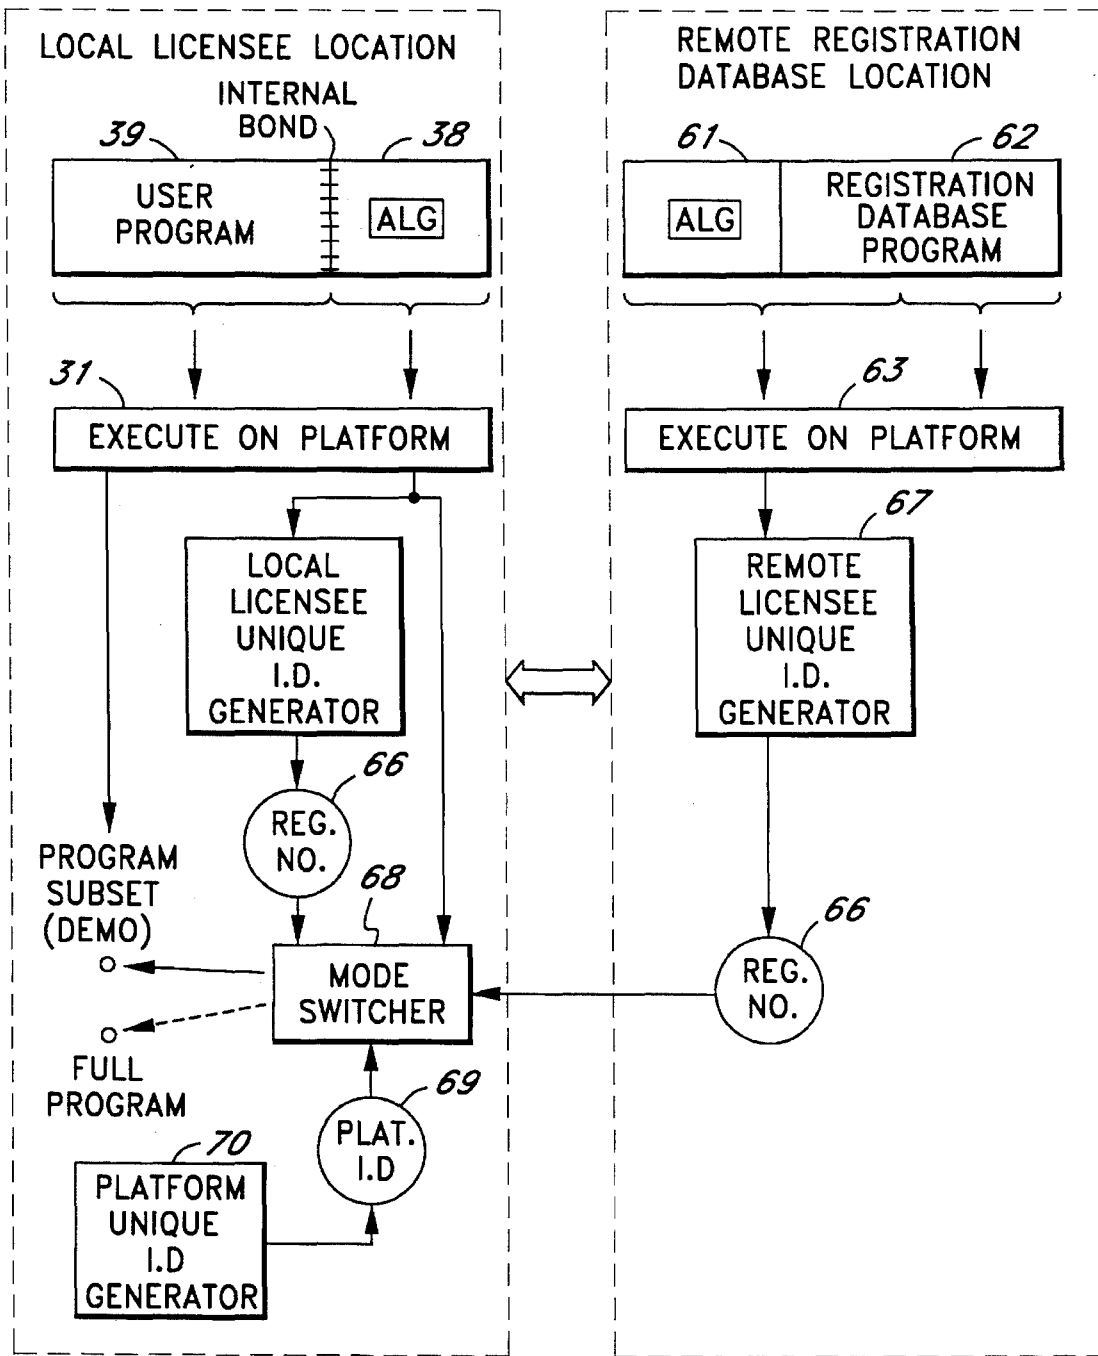 LOCAL LICENSEE LOCATION
INTERNAL
BOND
39
38
USER
PROGRAM
ALG
31
EXECUTE ON PLATFORM
LOCAL
LICENSEE
UNIQUE
I.D.
GENERATOR
66
REG.
NO.
PROGRAM
SUBSET
(DEMO)
68
MODE
SWITCHER
FULL
PROGRAM
69
PLAT.
I.D
70
PLATFORM
UNIQUE
I.D
GENERATOR
REMOTE REGISTRATION
DATABASE LOCATION
61
62
ALG
REGISTRATION
DATABASE
PROGRAM
63
EXECUTE ON PLATFORM
67
REMOTE
LICENSEE
UNIQUE
I.D.
GENERATOR
66
REG.
NO.